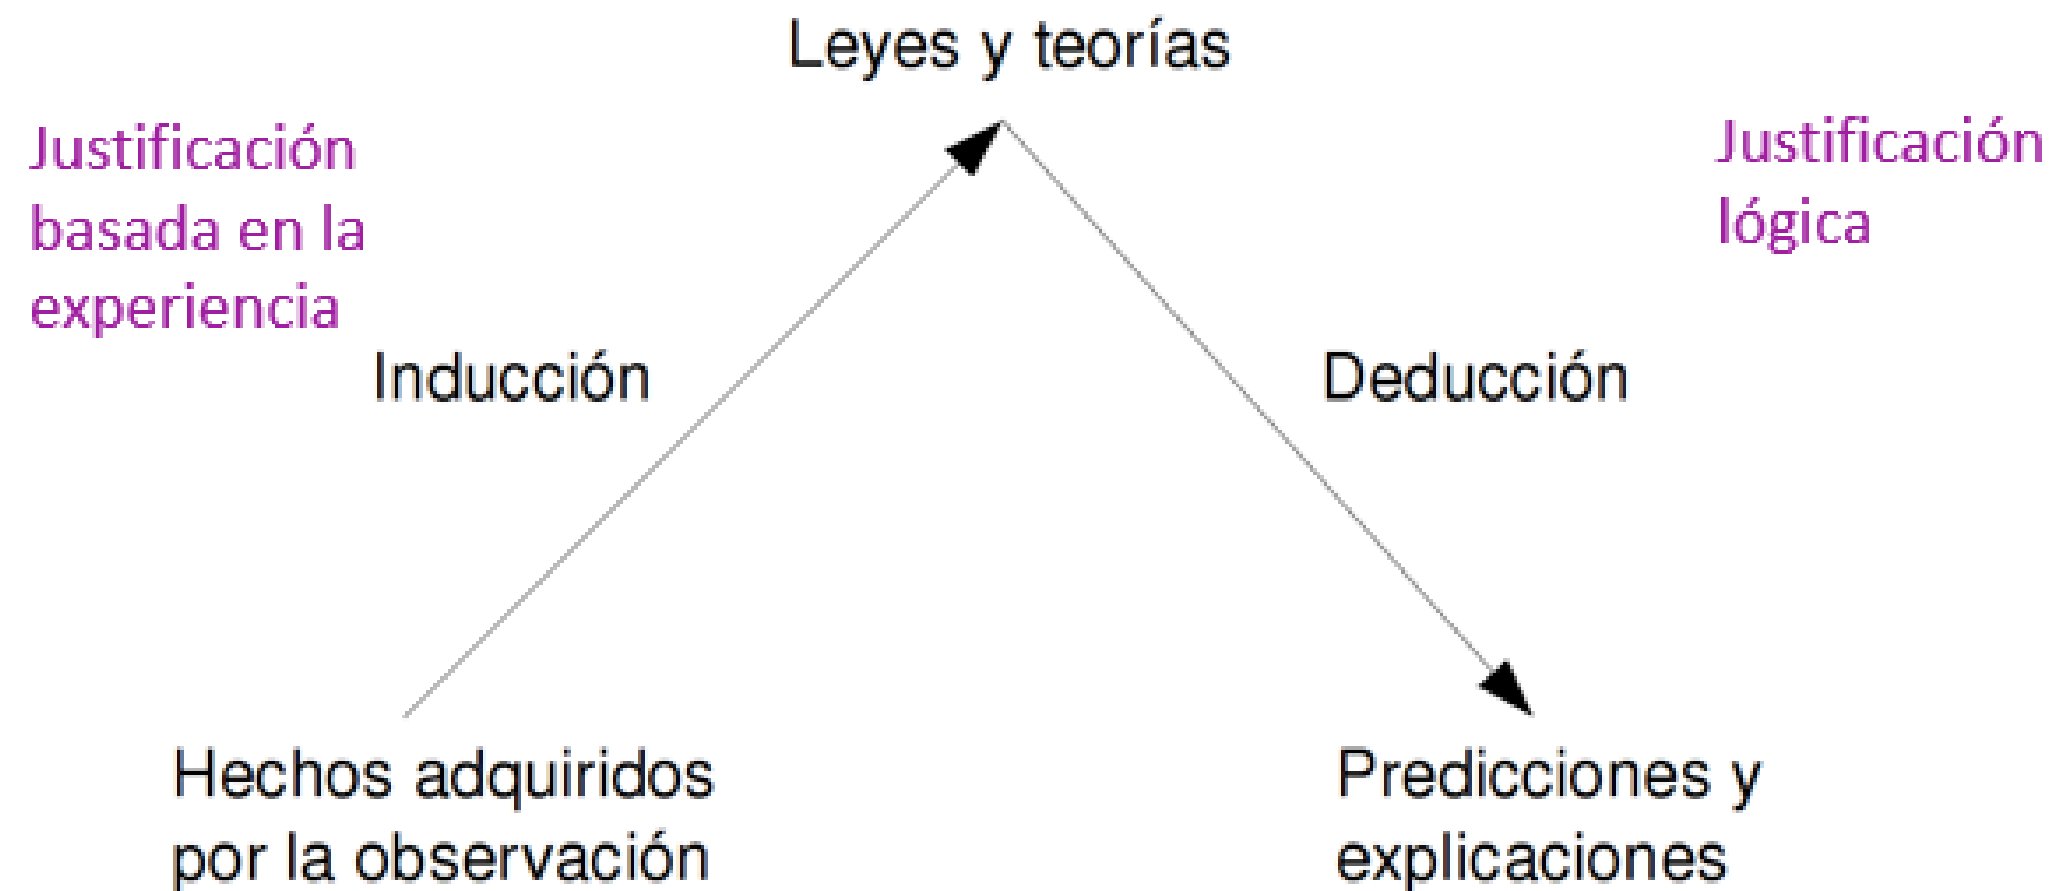 Leyes y teorías
Justificación
basada en la
experiencia
Justificación
lógica
Inducción
Deducción
Hechos adquiridos
por la observación
Predicciones y
explicaciones